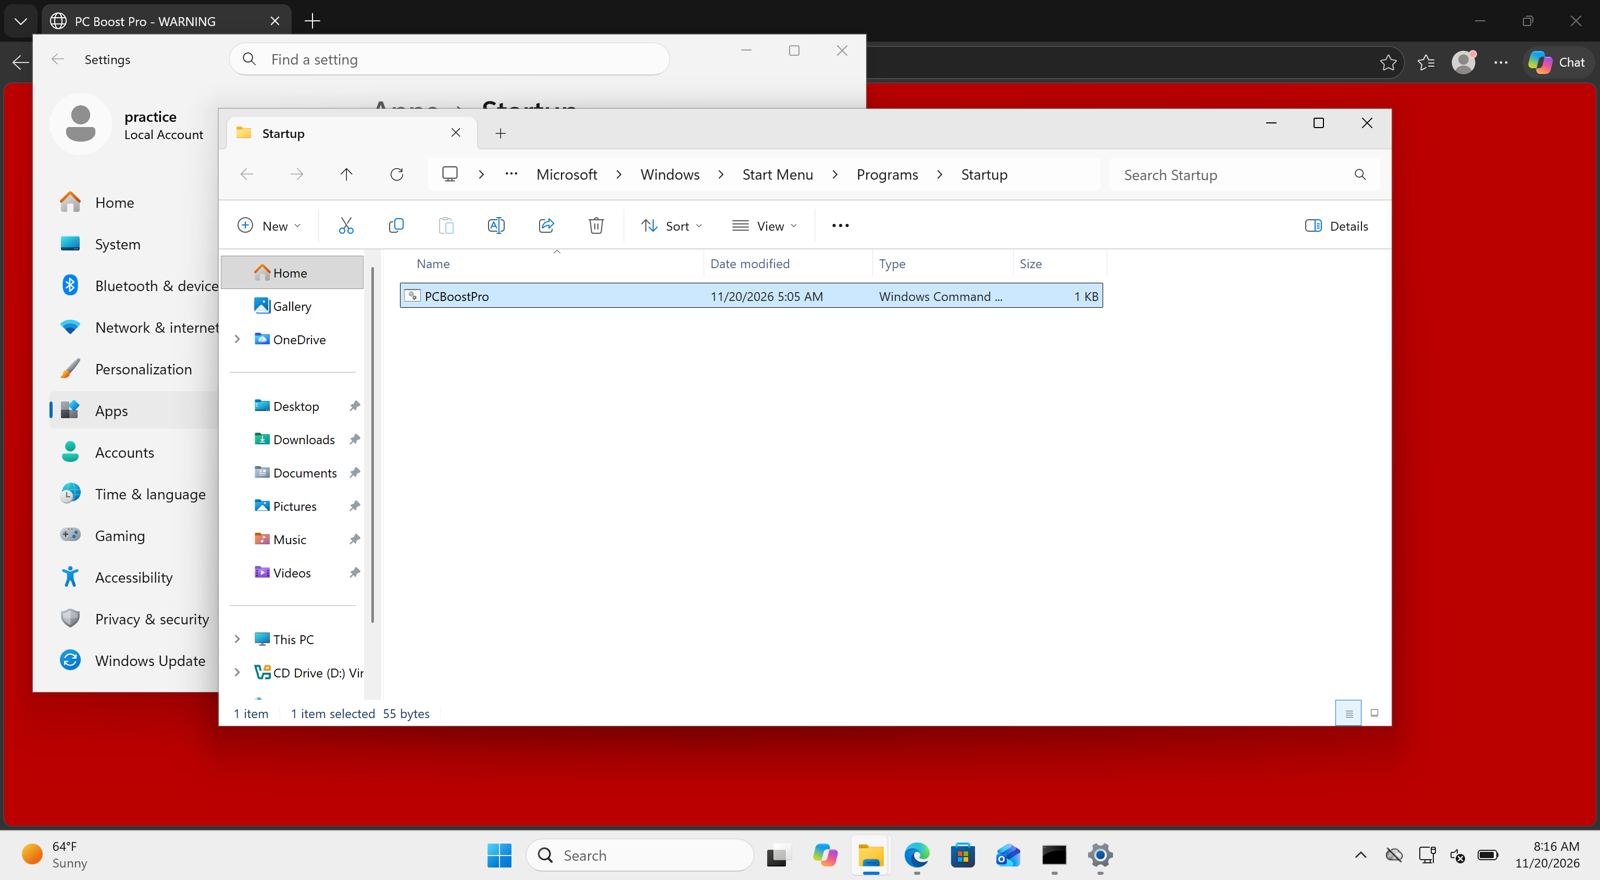 PC Boost Pro - WARNING
Chat
Settings
Find a setting
practice
Local Account
Home
System
Bluetooth & device
Network & internet
Personalization
Apps
Accounts
Time & language
Gaming
Accessibility
Privacy & security
Windows Update
Apps > Startup
Startup
Microsoft > Windows > Start Menu > Programs > Startup
Search Startup
New
Sort
View
Details
Home
Gallery
OneDrive
Desktop
Downloads
Documents
Pictures
Music
Videos
This PC
CD Drive (D:) Vir
Name Date modified Type Size
PCBoostPro 11/20/2026 5:05 AM Windows Command ... 1 KB
1 item 1 item selected 55 bytes
64°F
Sunny
Search
8:16 AM
11/20/2026